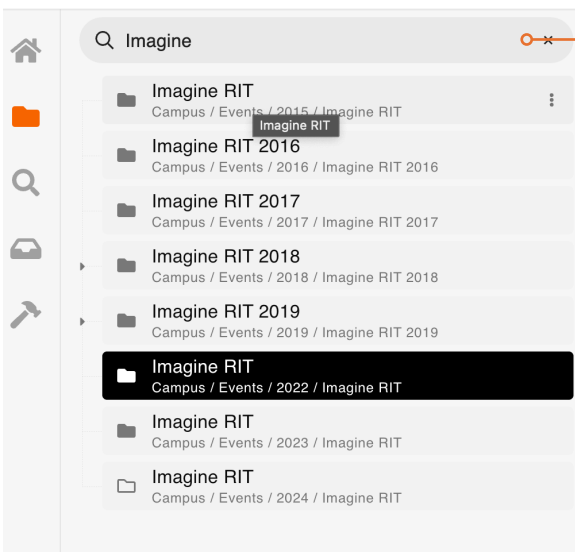 Imagine
Imagine RIT
Campus / Events / 2015 / Imagine RIT
Imagine RIT
Imagine RIT 2016
Campus / Events / 2016 / Imagine RIT 2016
Imagine RIT 2017
Campus / Events / 2017 / Imagine RIT 2017
Imagine RIT 2018
Campus / Events / 2018 / Imagine RIT 2018
Imagine RIT 2019
Campus / Events / 2019 / Imagine RIT 2019
Imagine RIT
Campus / Events / 2022 / Imagine RIT
Imagine RIT
Campus / Events / 2023 / Imagine RIT
Imagine RIT
Campus / Events / 2024 / Imagine RIT